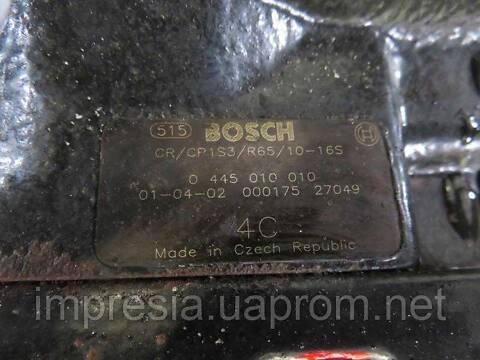 515 BOSCH
CR/CP1S3/R65/10-16S
0 445 010 010
01-04-02 000175 27049
4C
Made in Czech Republic
impresia.uaprom.net